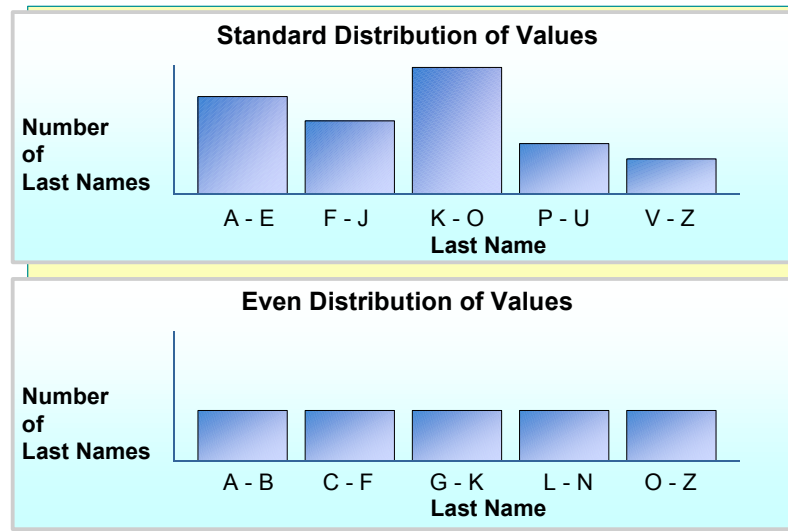 Standard Distribution of Values
Number
of
Last Names
A - E F - J K - O P - U V - Z
Last Name
Even Distribution of Values
Number
of
Last Names
A - B C - F G - K L - N O - Z
Last Name